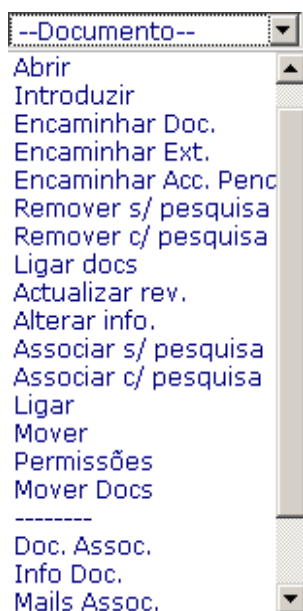 --Documento--
Abrir
Introduzir
Encaminhar Doc.
Encaminhar Ext.
Encaminhar Acc. Penc
Remover s/ pesquisa
Remover c/ pesquisa
Ligar docs
Actualizar rev.
Alterar info.
Associar s/ pesquisa
Associar c/ pesquisa
Ligar
Mover
Permissões
Mover Docs
--------
Doc. Assoc.
Info Doc.
Mails Assoc.